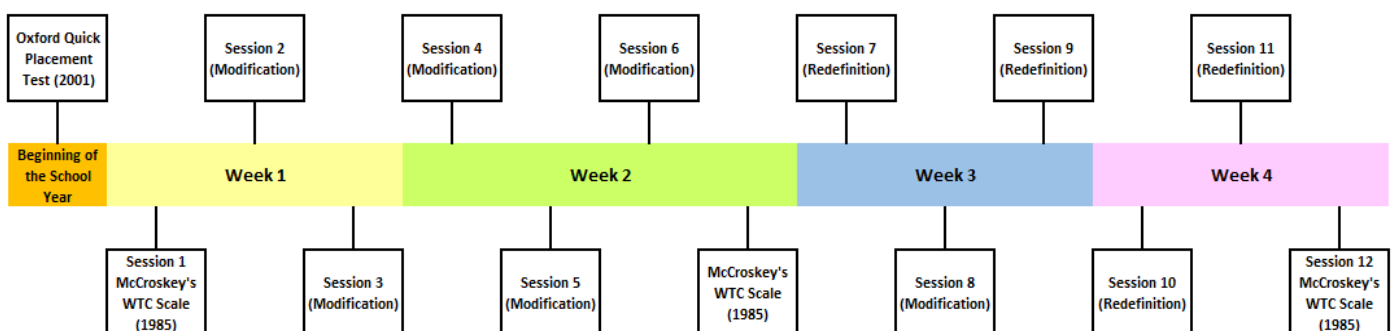 Oxford Quick
Placement
Test (2001)
Session 2
(Modification)
Session 4
(Modification)
Session 6
(Modification)
Session 7
(Redefinition)
Session 9
(Redefinition)
Session 11
(Redefinition)
Beginning of
the School
Year
Week 1
Week 2
Week 3
Week 4
Session 1
McCroskey's
WTC Scale
(1985)
Session 3
(Modification)
Session 5
(Modification)
McCroskey's
WTC Scale
(1985)
Session 8
(Modification)
Session 10
(Redefinition)
Session 12
McCroskey's
WTC Scale
(1985)